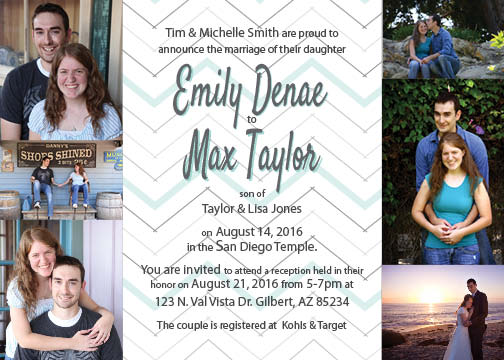 Tim & Michelle Smith are proud to
announce the marriage of their daughter
Emily Denae
to
Max Taylor
son of
Taylor & Lisa Jones
on August 14, 2016
in the San Diego Temple.
You are invited to attend a reception held in their
honor on August 21, 2016 from 5-7pm at
123 N. Val Vista Dr. Gilbert, AZ 85234
The couple is registered at Kohls & Target
DANNY'S
SHOES SHINED